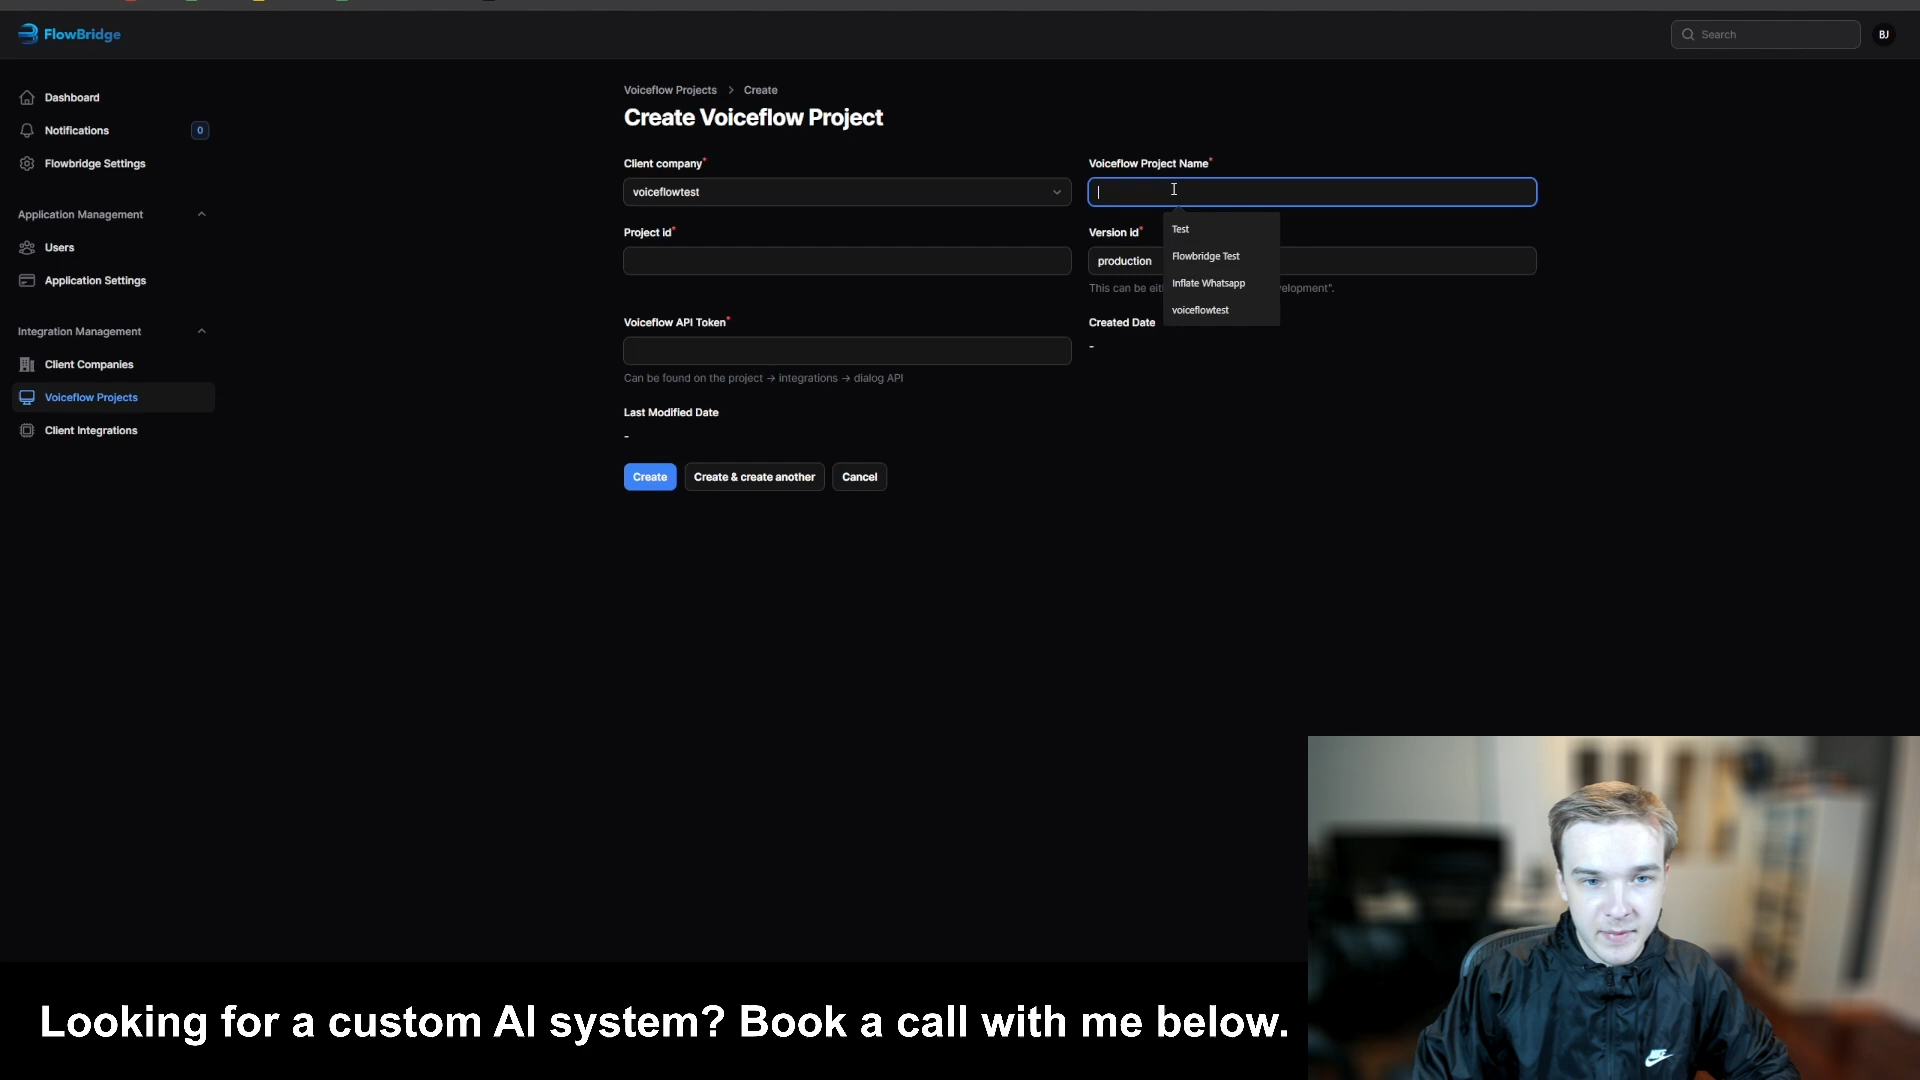 FlowBridge
Search
BJ
Dashboard
Notifications
0
Flowbridge Settings
Application Management
Users
Application Settings
Integration Management
Client Companies
Voiceflow Projects
Client Integrations
Voiceflow Projects > Create
Create Voiceflow Project
Client company*
voiceflowtest
Voiceflow Project Name*
Test
Flowbridge Test
Inflate Whatsapp
voiceflowtest
Project id*
Version id*
production
This can be elopment".
Voiceflow API Token*
Can be found on the project → integrations → dialog API
Created Date
-
Last Modified Date
-
Create
Create & create another
Cancel
Looking for a custom AI system? Book a call with me below.